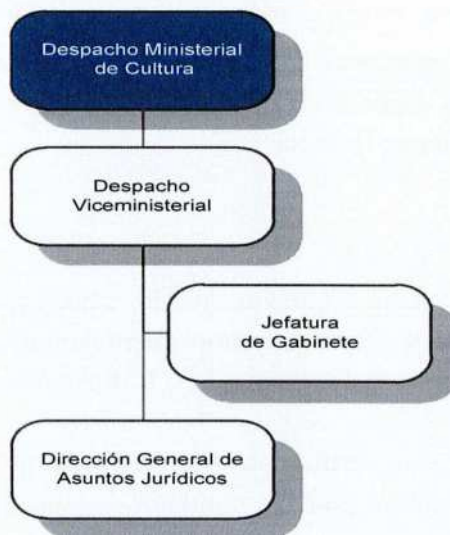 Despacho Ministerial
de Cultura
Despacho
Viceministerial
Jefatura
de Gabinete
Dirección General de
Asuntos Jurídicos